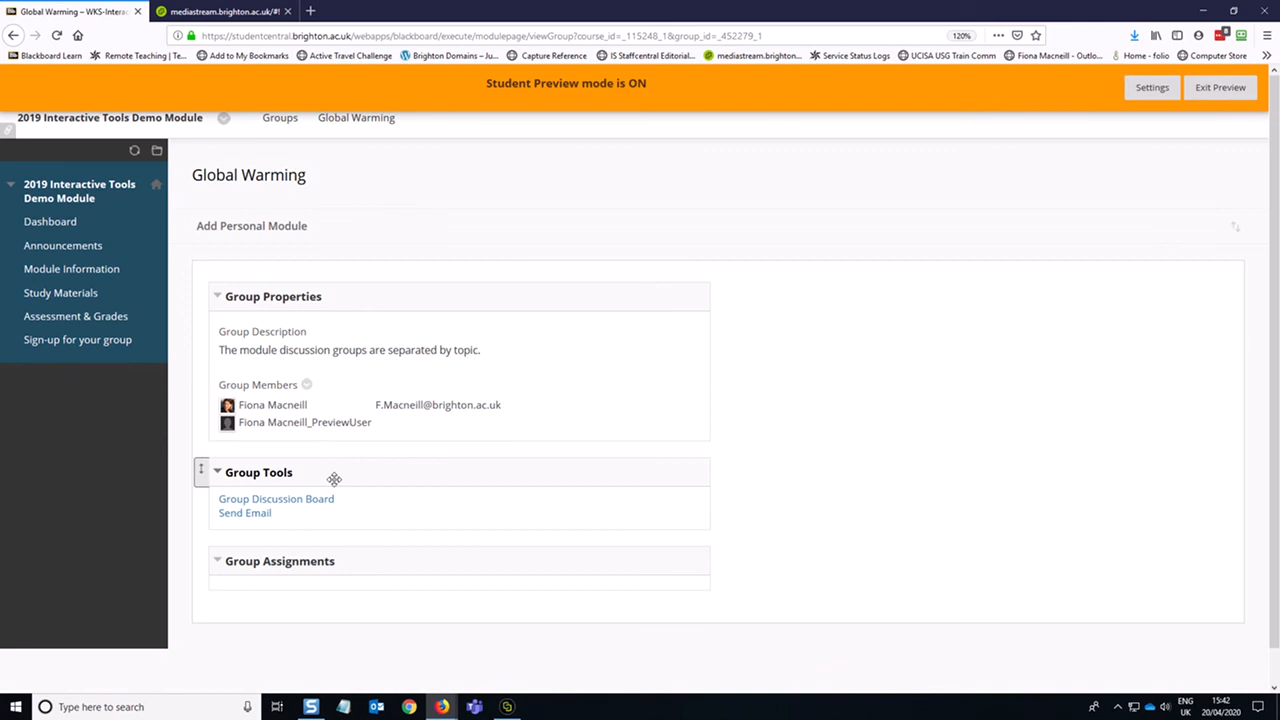 Global Warming – WKS-Interac
mediastream.brighton.ac.uk/#!
https://studentcentral.brighton.ac.uk/webapps/blackboard/execute/modulepage/viewGroup?course_id=_115248_1&group_id=_452279_1
120%
Blackboard Learn
Remote Teaching | Te...
Add to My Bookmarks
Active Travel Challenge
Brighton Domains – Ju...
Capture Reference
IS Staffcentral Editorial...
mediastream.brighton...
Service Status Logs
UCISA USG Train Comm
Fiona Macneill – Outlo...
Home - folio
Computer Store
Student Preview mode is ON
Settings
Exit Preview
2019 Interactive Tools Demo Module
Groups
Global Warming
2019 Interactive Tools
Demo Module
Dashboard
Announcements
Module Information
Study Materials
Assessment & Grades
Sign-up for your group
Global Warming
Add Personal Module
Group Properties
Group Description
The module discussion groups are separated by topic.
Group Members
Fiona Macneill F.Macneill@brighton.ac.uk
Fiona Macneill_PreviewUser
Group Tools
Group Discussion Board
Send Email
Group Assignments
Type here to search
ENG
UK
15:42
20/04/2020